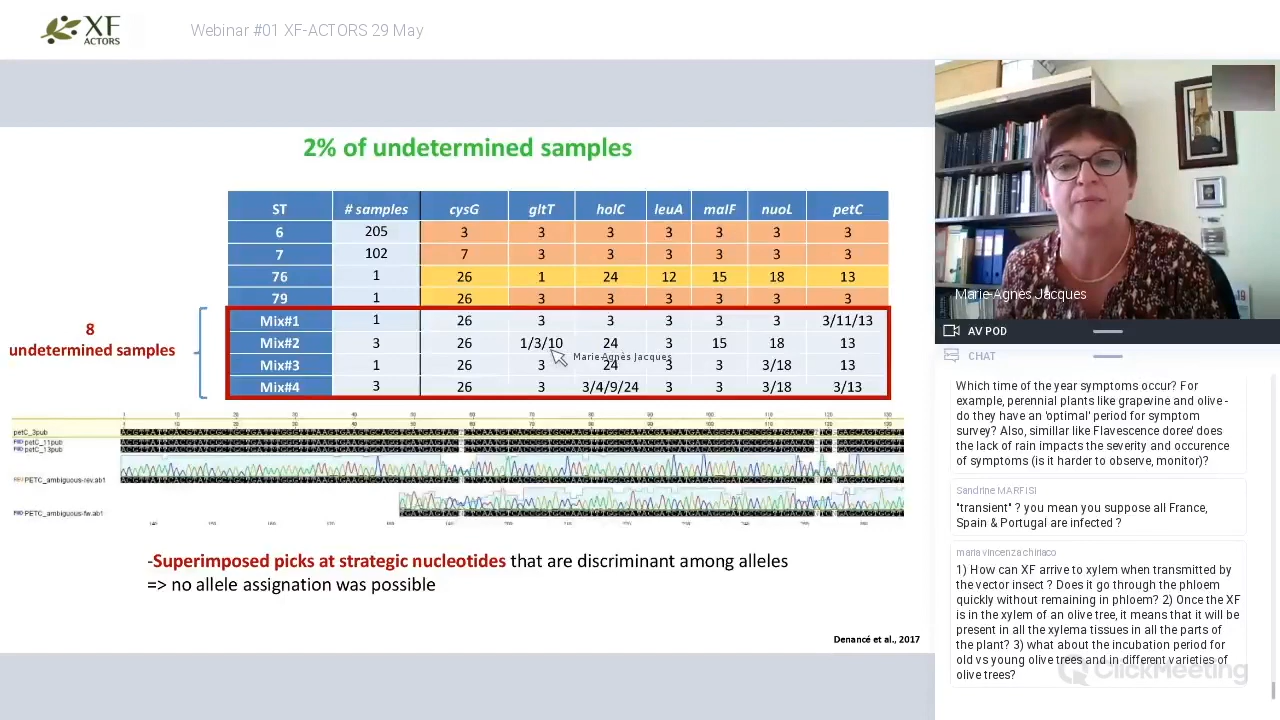 XF
ACTORS
Webinar #01 XF-ACTORS 29 May
2% of undetermined samples
ST # samples cysG gltT holC leuA malF nuoL petC
6 205 3 3 3 3 3 3 3
7 102 7 3 3 3 3 3 3
76 1 26 1 24 12 15 18 13
79 1 26 3 3 3 3 3 3
Mix#1 1 26 3 3 3 3 3 3/11/13
Mix#2 3 26 1/3/10 24 3 15 18 13
Mix#3 1 26 3 24 3 3 3/18 13
Mix#4 3 26 3 3/4/9/24 3 3 3/18 3/13
8
undetermined samples
Marie-Agnès Jacques
petC_3pub
petC_11pub
petC_13pub
PETC_ambiguous-rev.ab1
PETC_ambiguous-fw.ab1
-Superimposed picks at strategic nucleotides that are discriminant among alleles
=> no allele assignation was possible
Denancé et al., 2017
Marie-Agnès Jacques
AV POD
CHAT
Which time of the year symptoms occur? For
example, perennial plants like grapevine and olive -
do they have an 'optimal' period for symptom
survey? Also, simillar like Flavescence doree' does
the lack of rain impacts the severity and occurence
of symptoms (is it harder to observe, monitor)?
Sandrine MARFISI
"transient" ? you mean you suppose all France,
Spain & Portugal are infected ?
maria vincenza chiriaco
1) How can XF arrive to xylem when transmitted by
the vector insect ? Does it go through the phloem
quickly without remaining in phloem? 2) Once the XF
is in the xylem of an olive tree, it means that it will be
present in all the xylema tissues in all the parts of
the plant? 3) what about the incubation period for
old vs young olive trees and in different varieties of
olive trees?
ClickMeeting